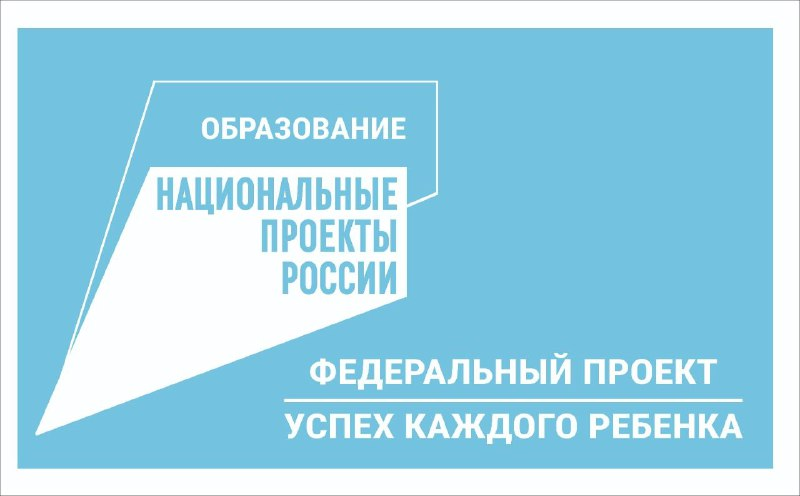 ОБРАЗОВАНИЕ
НАЦИОНАЛЬНЫЕ
ПРОЕКТЫ
РОССИИ
ФЕДЕРАЛЬНЫЙ ПРОЕКТ
УСПЕХ КАЖДОГО РЕБЕНКА